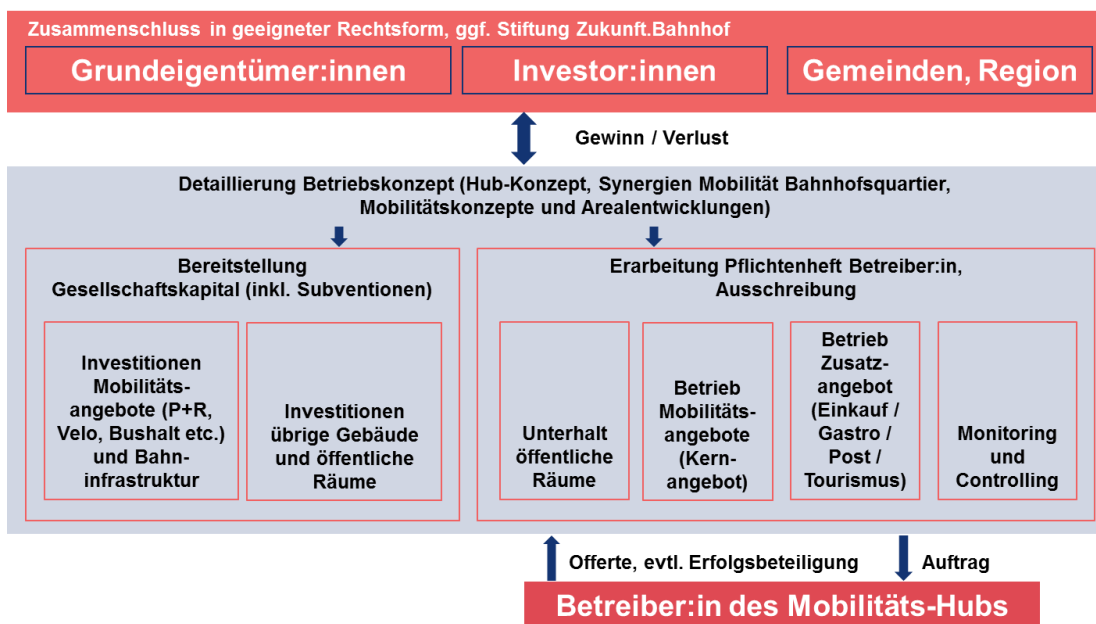 Zusammenschluss in geeigneter Rechtsform, ggf. Stiftung Zukunft.Bahnhof
Grundeigentümer:innen
Investor:innen
Gemeinden, Region
Gewinn / Verlust
Detaillierung Betriebskonzept (Hub-Konzept, Synergien Mobilität Bahnhofsquartier,
Mobilitätskonzepte und Arealentwicklungen)
Bereitstellung
Gesellschaftskapital (inkl. Subventionen)
Investitionen
Mobilitäts-
angebote (P+R,
Velo, Bushalt etc.)
und Bahn-
infrastruktur
Investitionen
übrige Gebäude
und öffentliche
Räume
Erarbeitung Pflichtenheft Betreiber:in,
Ausschreibung
Unterhalt
öffentliche
Räume
Betrieb
Mobilitäts-
angebote
(Kern-
angebot)
Betrieb
Zusatz-
angebot
(Einkauf /
Gastro /
Post /
Tourismus)
Monitoring
und
Controlling
Offerte, evtl. Erfolgsbeteiligung
Auftrag
Betreiber:in des Mobilitäts-Hubs